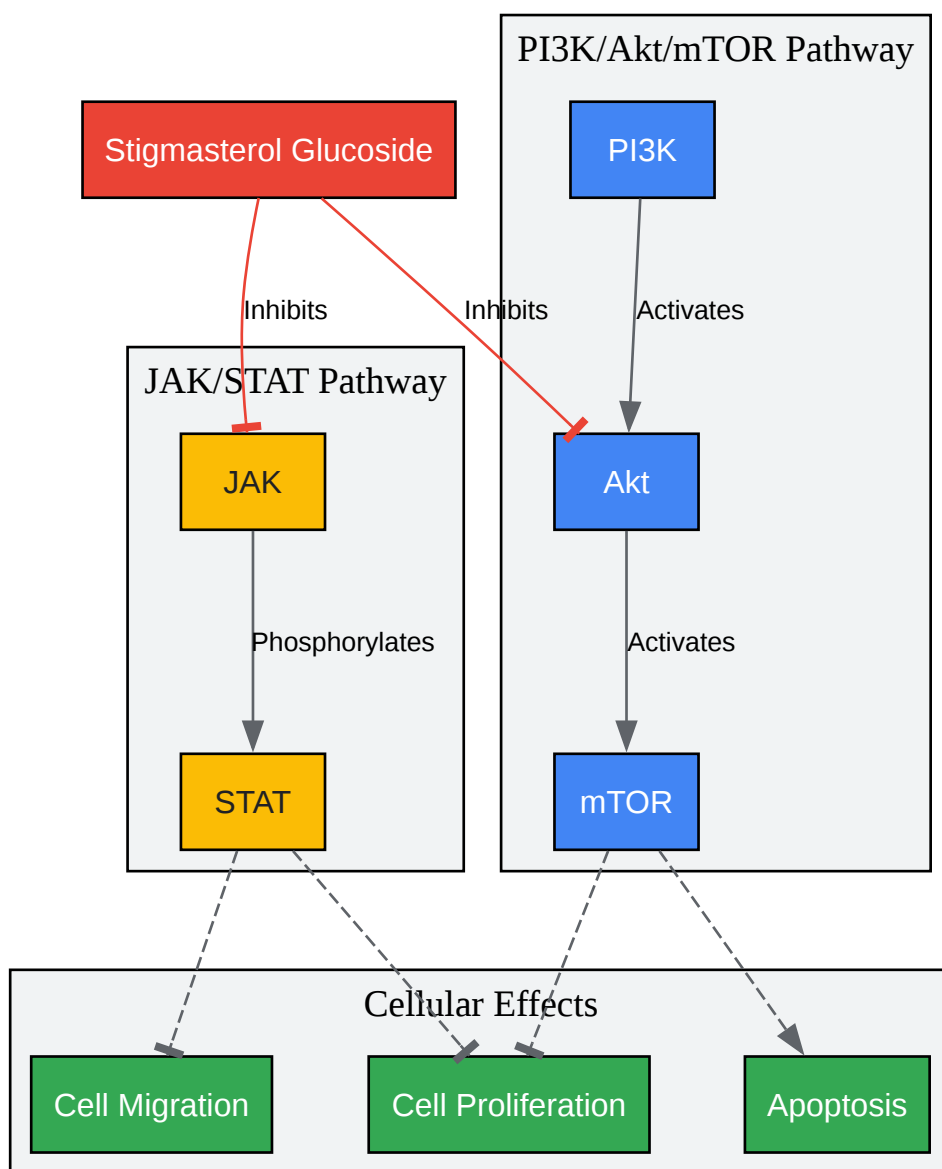 PI3K/Akt/mTOR Pathway
Stigmasterol Glucoside
PI3K
Inhibits
Inhibits
Activates
JAK/STAT Pathway
JAK
Akt
Phosphorylates
Activates
STAT
mTOR
Cellular Effects
Cell Migration
Cell Proliferation
Apoptosis